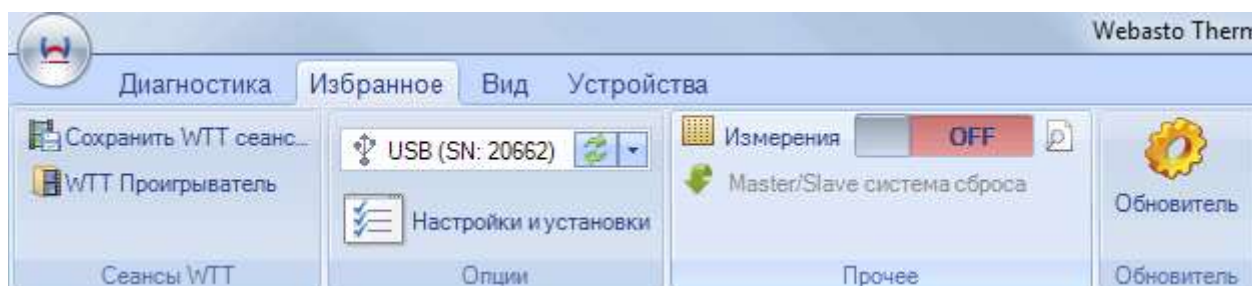 Webasto Therm
Диагностика Избранное Вид Устройства
Сохранить WTT сеанс...
WTT Проигрыватель
Сеансы WTT
USB (SN: 20662)
Настройки и установки
Опции
Измерения OFF
Master/Slave система сброса
Прочее
Обновитель
Обновитель